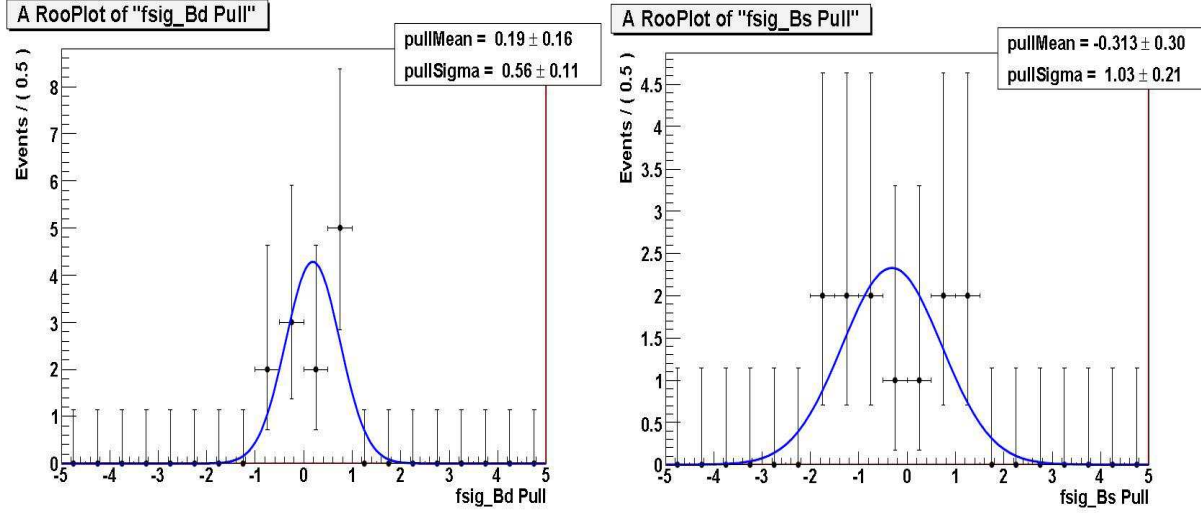 A RooPlot of "fsig_Bd Pull"
pullMean = 0.19 ± 0.16
pullSigma = 0.56 ± 0.11
Events / ( 0.5 )
8
7
6
5
4
3
2
1
0
-5 -4 -3 -2 -1 0 1 2 3 4 5
fsig_Bd Pull
A RooPlot of "fsig_Bs Pull"
pullMean = -0.313 ± 0.30
pullSigma = 1.03 ± 0.21
Events / ( 0.5 )
4.5
4
3.5
3
2.5
2
1.5
1
0.5
0
-5 -4 -3 -2 -1 0 1 2 3 4 5
fsig_Bs Pull